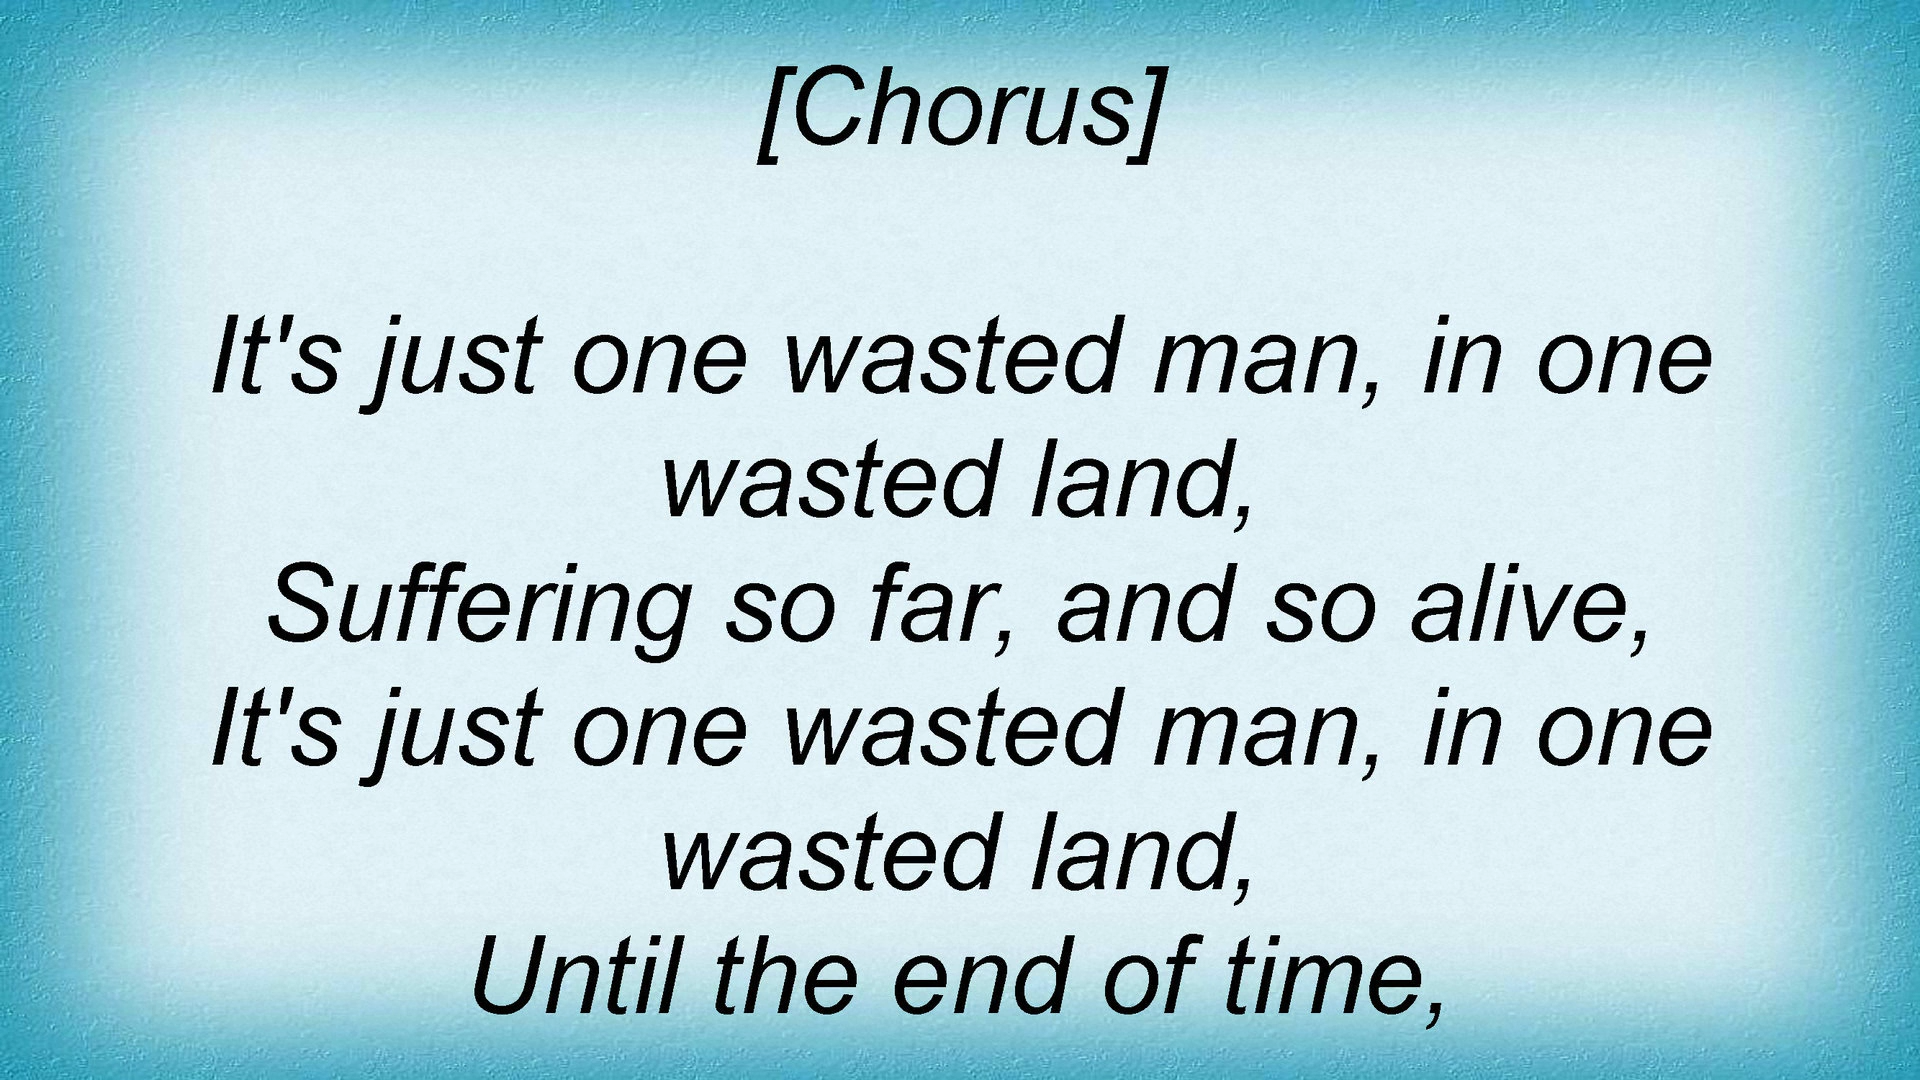 [Chorus]
It's just one wasted man, in one
wasted land,
Suffering so far, and so alive,
It's just one wasted man, in one
wasted land,
Until the end of time,